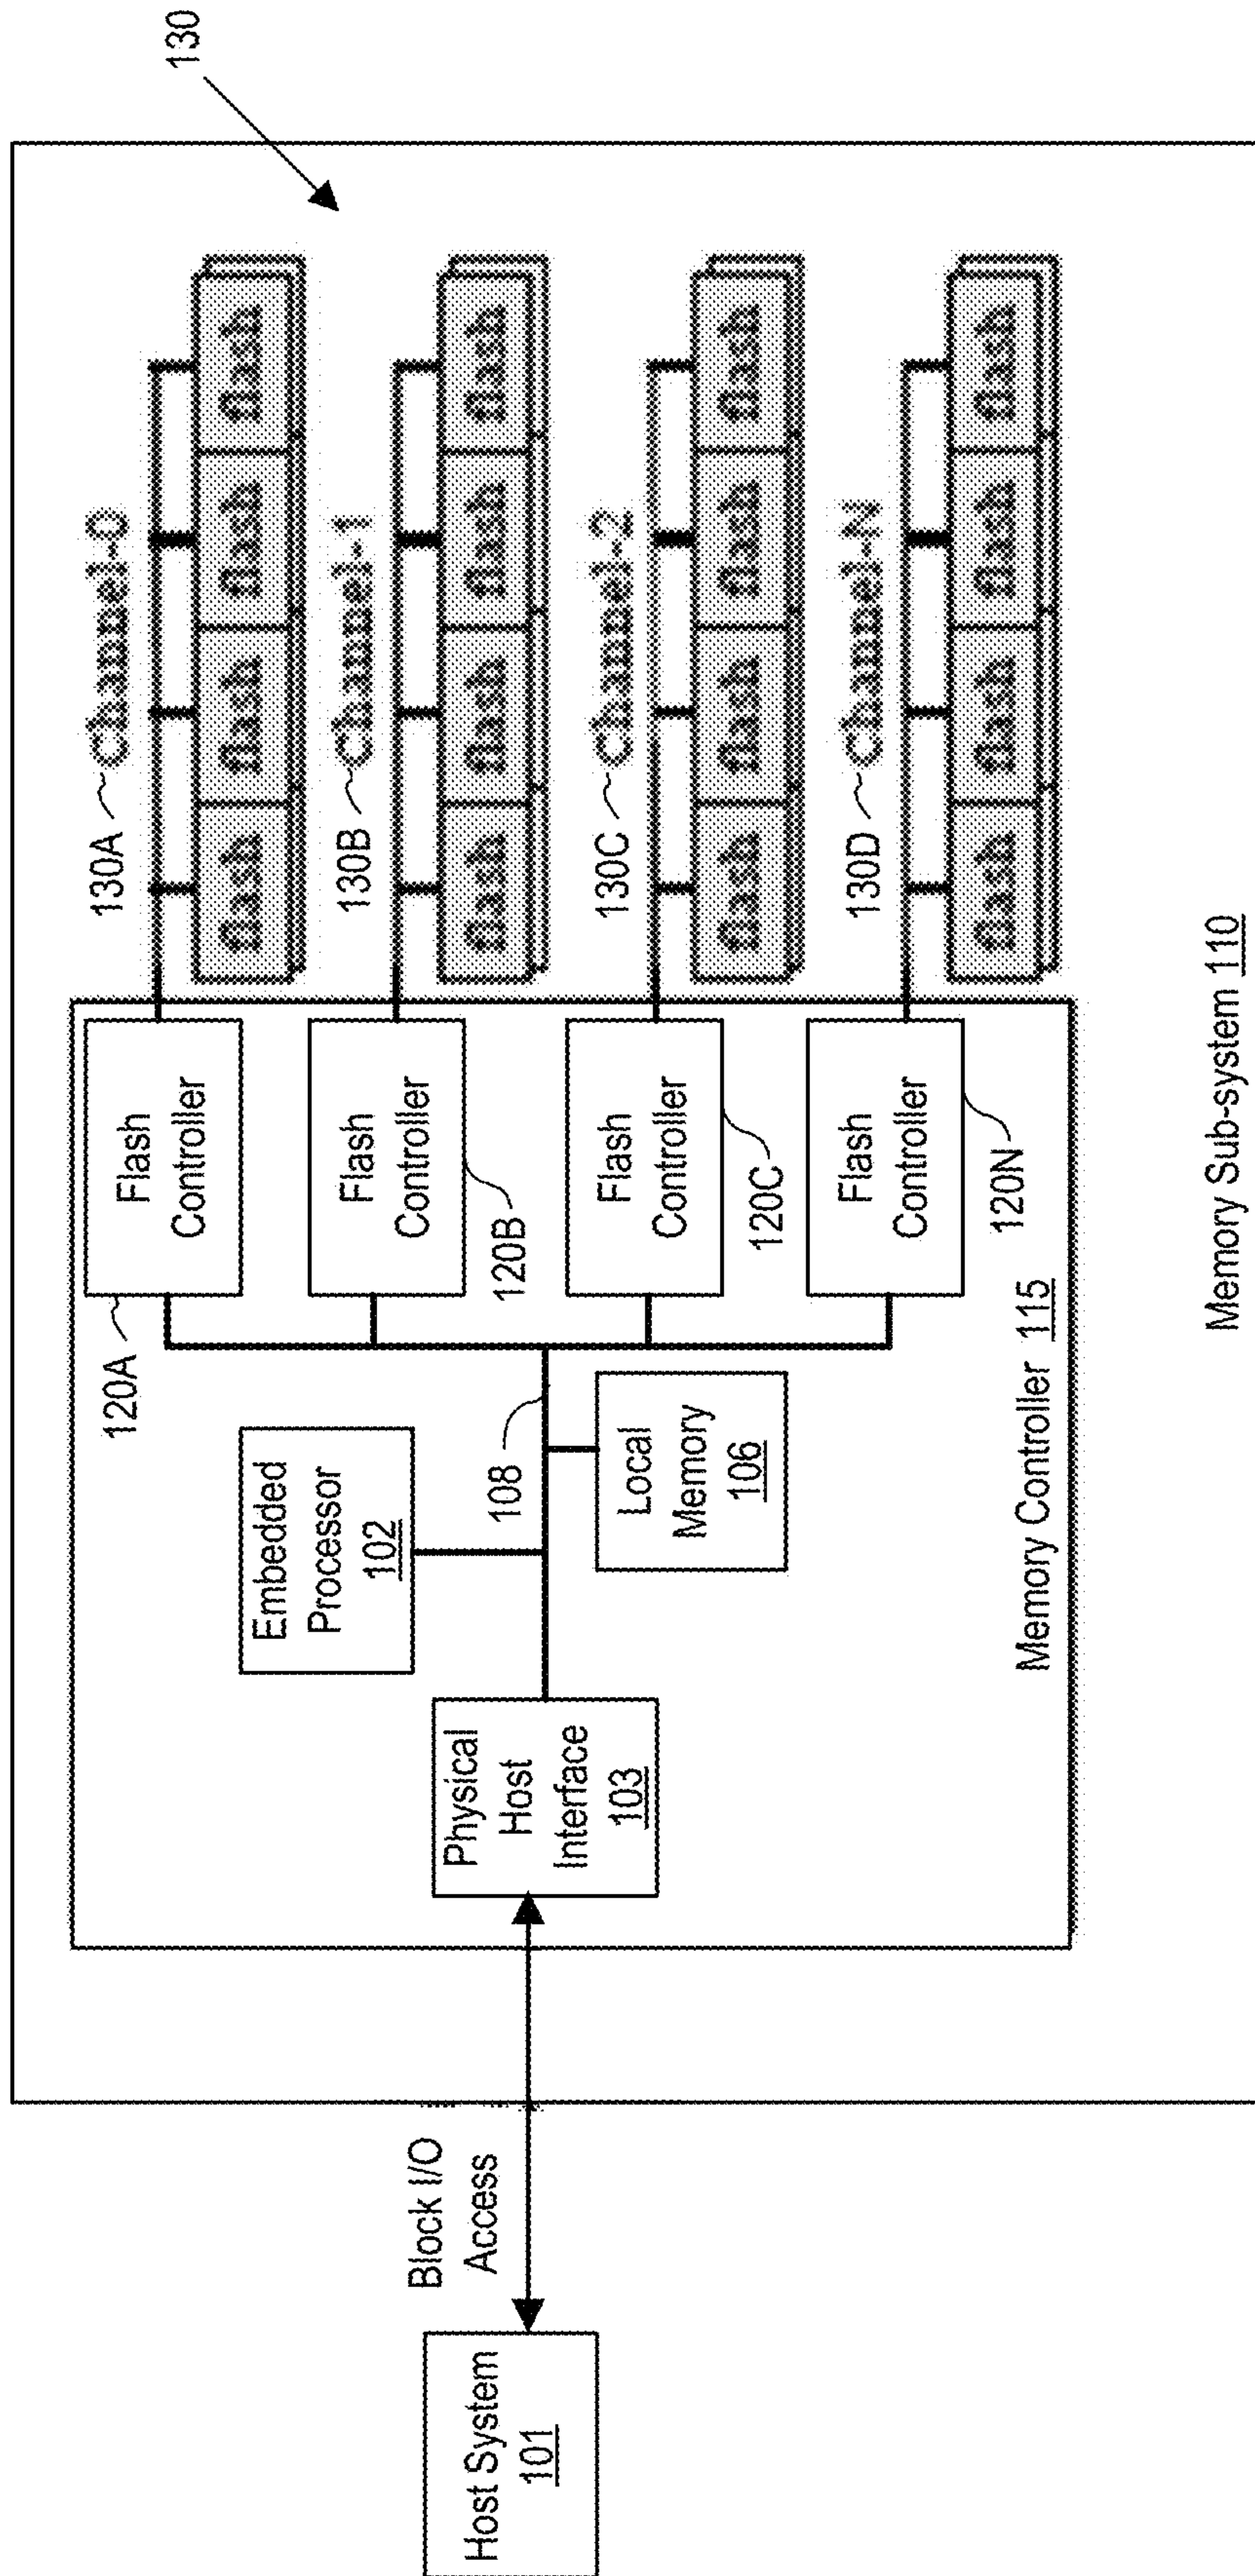 130
130A
Channel-0
flash flash flash flash
130B
Channel-1
flash flash flash flash
130C
Channel-2
flash flash flash flash
130D
Channel-N
flash flash flash flash
120A
Flash
Controller
Flash
Controller
120B
Flash
Controller
120C
Flash
Controller
120N
Embedded
Processor
102
108
Local
Memory
106
Physical
Host
Interface
103
Memory Controller 115
Block I/O
Access
Host System
101
Memory Sub-system 110